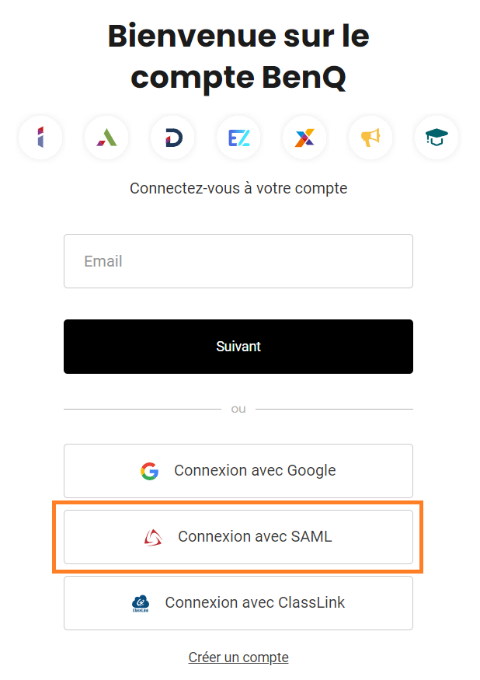 Bienvenue sur le
compte BenQ
EZ
Connectez-vous à votre compte
Email
Suivant
ou
Connexion avec Google
Connexion avec SAML
Connexion avec ClassLink
Créer un compte